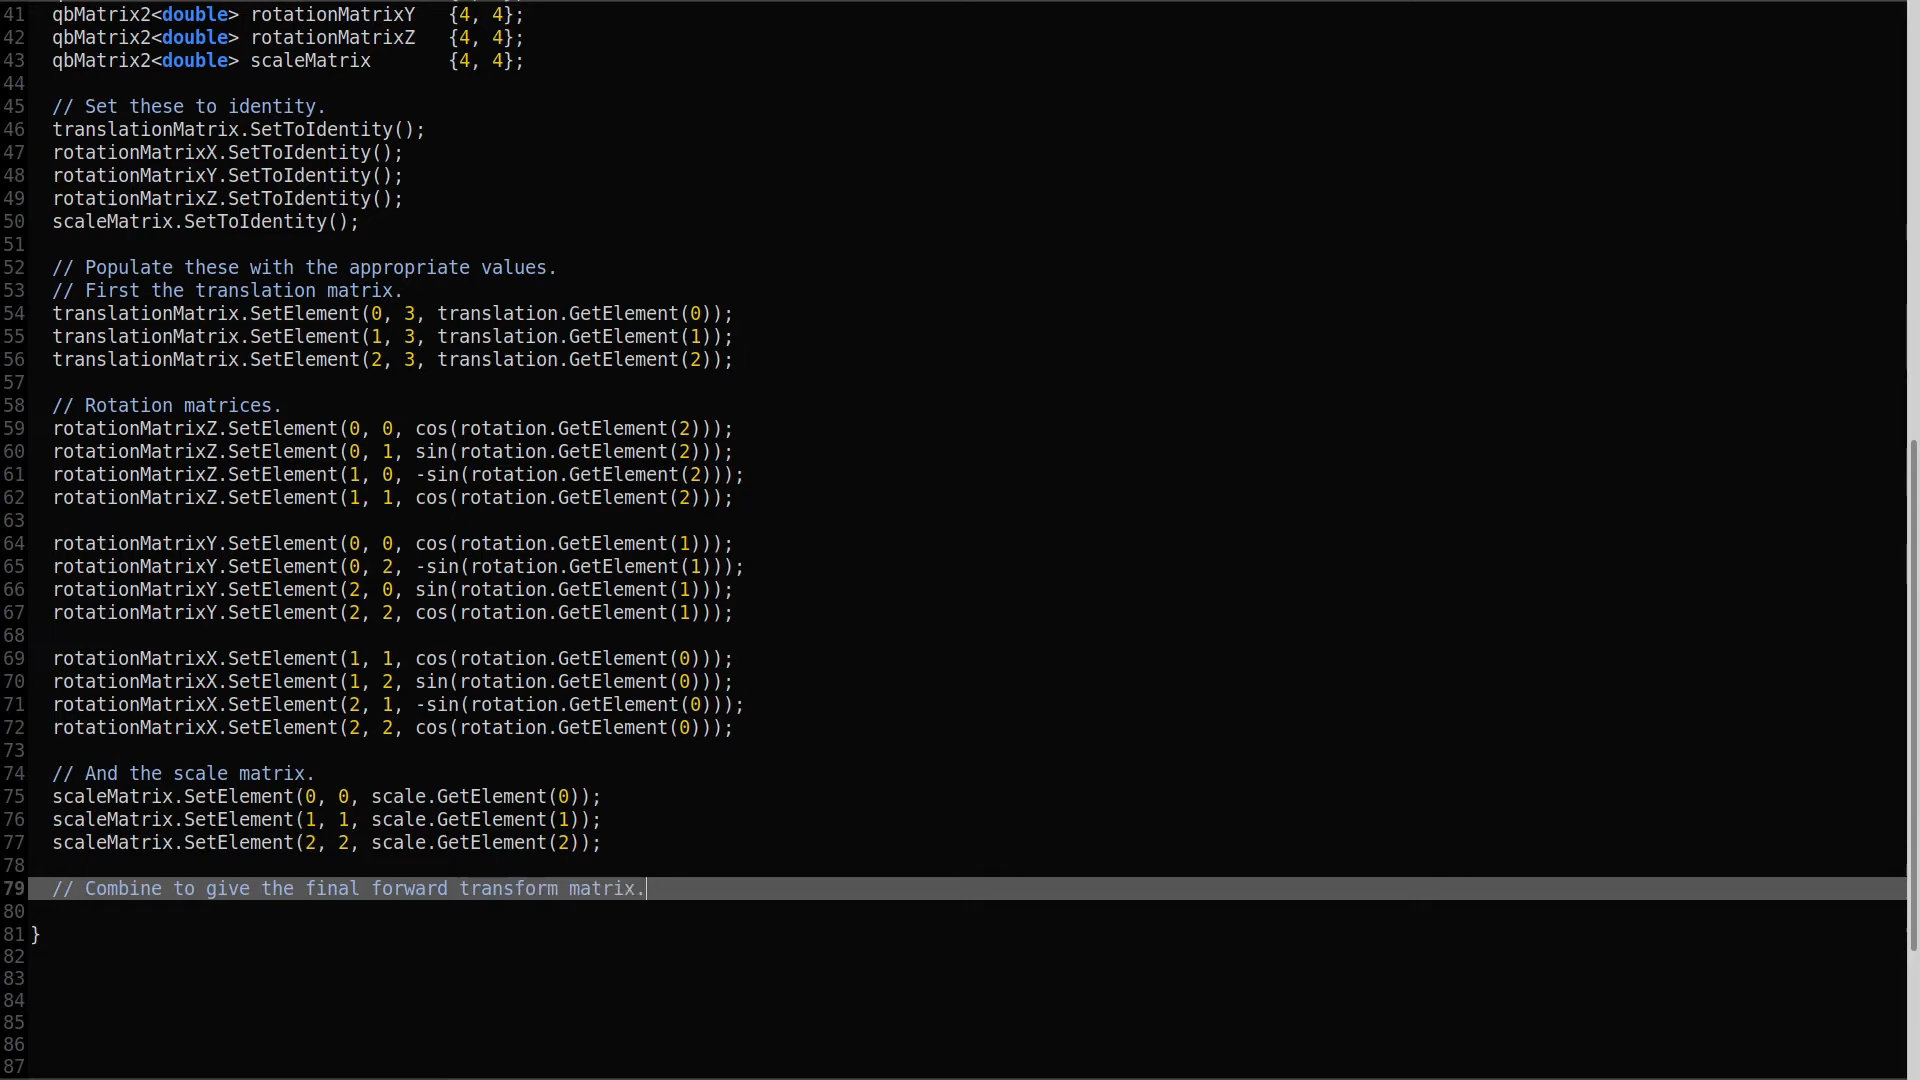 41 qbMatrix2<double> rotationMatrixY   {4, 4};
42 qbMatrix2<double> rotationMatrixZ   {4, 4};
43 qbMatrix2<double> scaleMatrix       {4, 4};
44
45 // Set these to identity.
46 translationMatrix.SetToIdentity();
47 rotationMatrixX.SetToIdentity();
48 rotationMatrixY.SetToIdentity();
49 rotationMatrixZ.SetToIdentity();
50 scaleMatrix.SetToIdentity();
51
52 // Populate these with the appropriate values.
53 // First the translation matrix.
54 translationMatrix.SetElement(0, 3, translation.GetElement(0));
55 translationMatrix.SetElement(1, 3, translation.GetElement(1));
56 translationMatrix.SetElement(2, 3, translation.GetElement(2));
57
58 // Rotation matrices.
59 rotationMatrixZ.SetElement(0, 0, cos(rotation.GetElement(2)));
60 rotationMatrixZ.SetElement(0, 1, sin(rotation.GetElement(2)));
61 rotationMatrixZ.SetElement(1, 0, -sin(rotation.GetElement(2)));
62 rotationMatrixZ.SetElement(1, 1, cos(rotation.GetElement(2)));
63
64 rotationMatrixY.SetElement(0, 0, cos(rotation.GetElement(1)));
65 rotationMatrixY.SetElement(0, 2, -sin(rotation.GetElement(1)));
66 rotationMatrixY.SetElement(2, 0, sin(rotation.GetElement(1)));
67 rotationMatrixY.SetElement(2, 2, cos(rotation.GetElement(1)));
68
69 rotationMatrixX.SetElement(1, 1, cos(rotation.GetElement(0)));
70 rotationMatrixX.SetElement(1, 2, sin(rotation.GetElement(0)));
71 rotationMatrixX.SetElement(2, 1, -sin(rotation.GetElement(0)));
72 rotationMatrixX.SetElement(2, 2, cos(rotation.GetElement(0)));
73
74 // And the scale matrix.
75 scaleMatrix.SetElement(0, 0, scale.GetElement(0));
76 scaleMatrix.SetElement(1, 1, scale.GetElement(1));
77 scaleMatrix.SetElement(2, 2, scale.GetElement(2));
78
79 // Combine to give the final forward transform matrix.
80
81 }
82
83
84
85
86
87